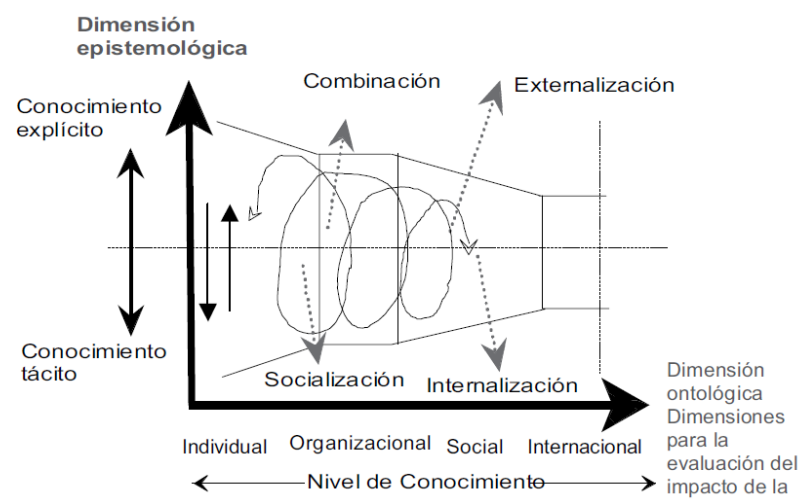 Dimensión
epistemológica
Combinación
Externalización
Conocimiento
explícito
Conocimiento
tácito
Socialización
Internalización
Dimensión
ontológica
Dimensiones
para la
evaluación del
impacto de la
Individual Organizacional Social Internacional
Nivel de Conocimiento